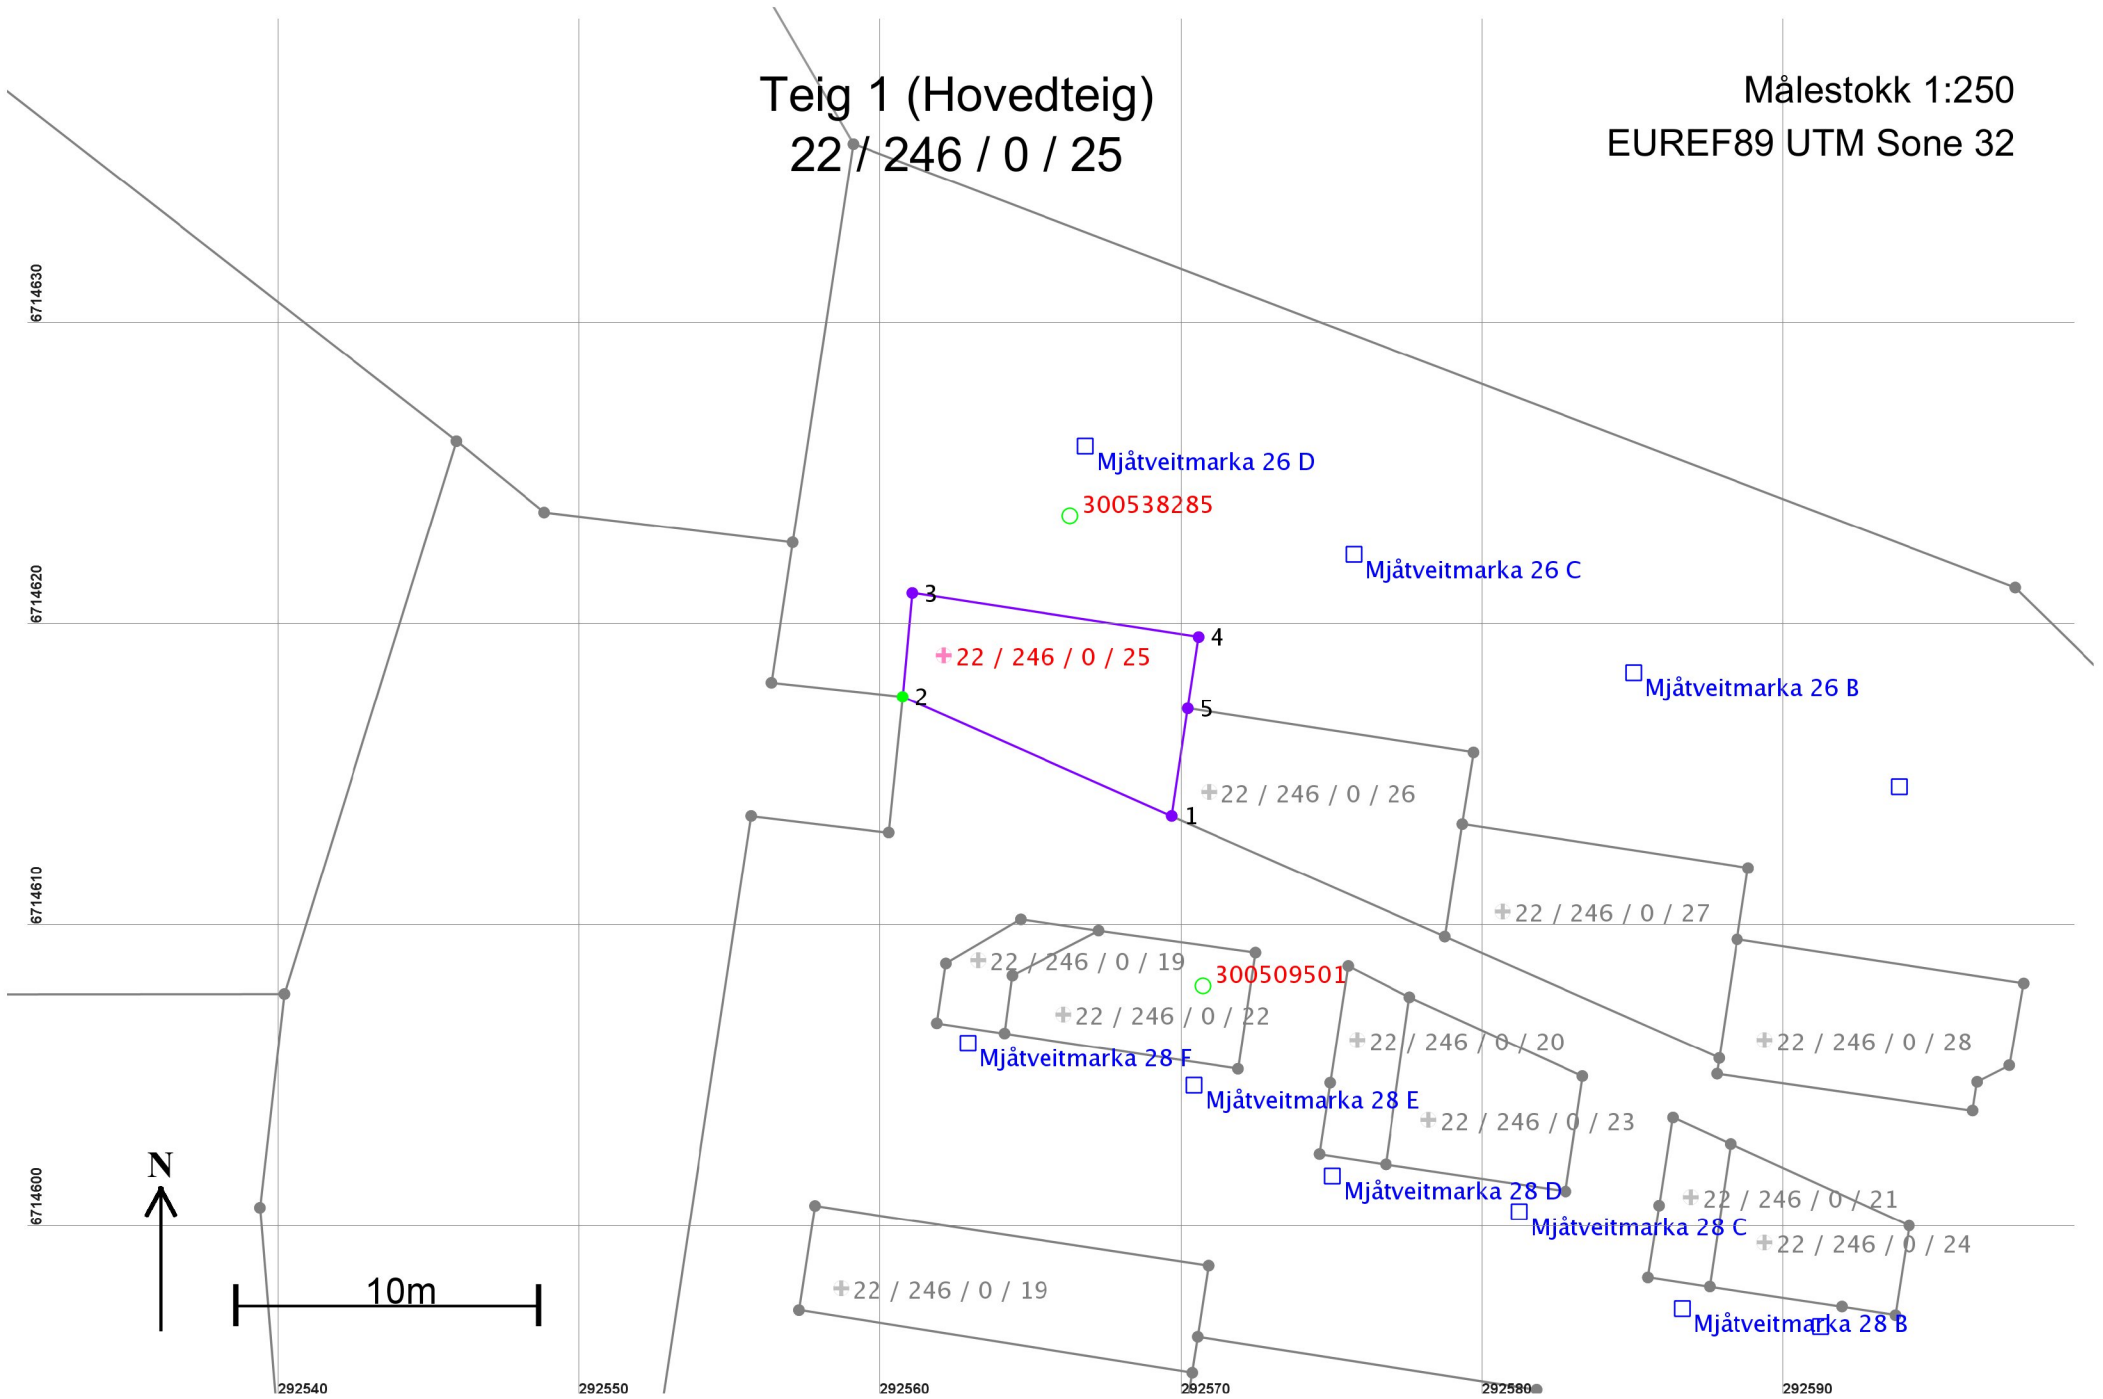 Teig 1 (Hovedteig)
22 / 246 / 0 / 25
Målestokk 1:250
EUREF89 UTM Sone 32
6714630
Mjåtveitmarka 26 D
300538285
Mjåtveitmarka 26 C
6714620
3
4
22 / 246 / 0 / 25
Mjåtveitmarka 26 B
2
5
22 / 246 / 0 / 26
1
6714610
22 / 246 / 0 / 27
22 / 246 / 0 / 19
300509501
22 / 246 / 0 / 22
22 / 246 / 0 / 20
22 / 246 / 0 / 28
Mjåtveitmarka 28 F
Mjåtveitmarka 28 E
22 / 246 / 0 / 23
N
6714600
Mjåtveitmarka 28 D
22 / 246 / 0 / 21
Mjåtveitmarka 28 C
22 / 246 / 0 / 24
10m
22 / 246 / 0 / 19
Mjåtveitmarka 28 B
292540
292550
292560
292570
292580
292590